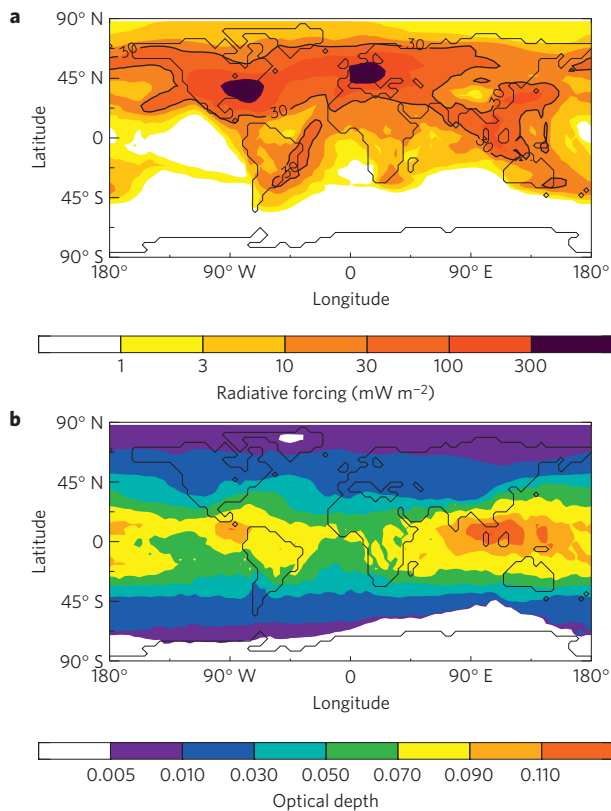 a
90° N
45° N
0
45° S
90° S
Latitude
30
30
30
30
30
180°
90° W
0
90° E
180°
Longitude
1
3
10
30
100
300
Radiative forcing (mW m⁻²)
b
90° N
45° N
0
45° S
90° S
Latitude
180°
90° W
0
90° E
180°
Longitude
0.005
0.010
0.030
0.050
0.070
0.090
0.110
Optical depth